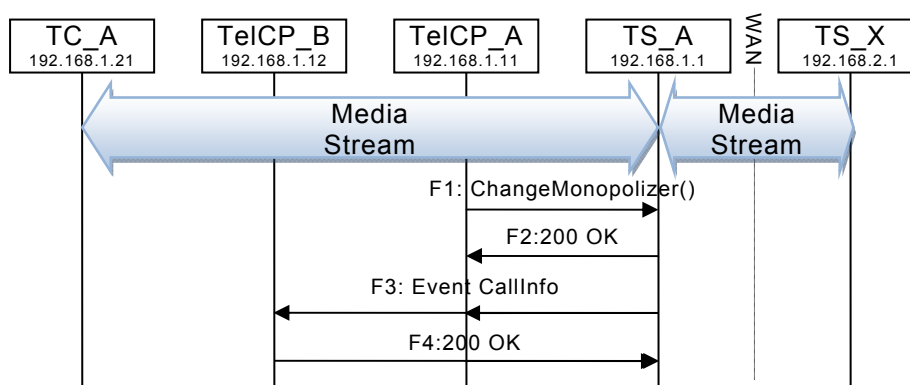 TC_A
192.168.1.21
TelCP_B
192.168.1.12
TelCP_A
192.168.1.11
TS_A
192.168.1.1
WAN
TS_X
192.168.2.1
Media
Stream
Media
Stream
F1: ChangeMonopolizer()
F2:200 OK
F3: Event CallInfo
F4:200 OK